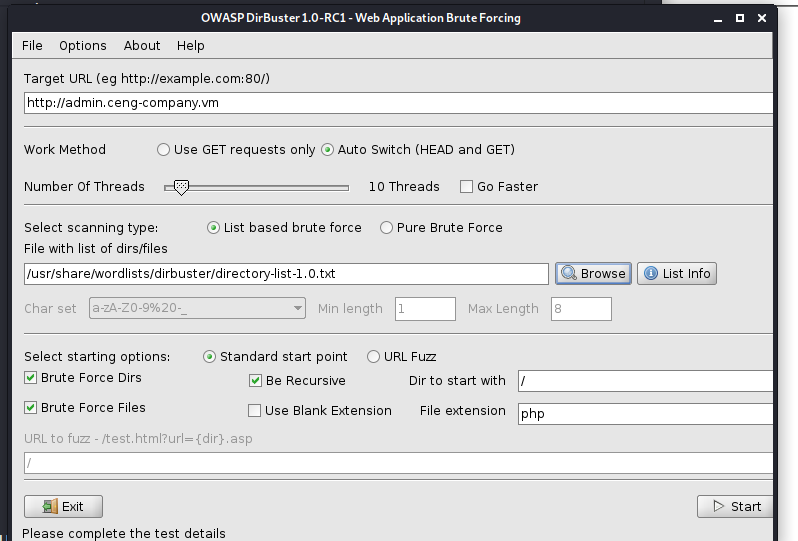 OWASP DirBuster 1.0-RC1 - Web Application Brute Forcing
File Options About Help
Target URL (eg http://example.com:80/)
http://admin.ceng-company.vm
Work Method Use GET requests only Auto Switch (HEAD and GET)
Number Of Threads 10 Threads Go Faster
Select scanning type: List based brute force Pure Brute Force
File with list of dirs/files
/usr/share/wordlists/dirbuster/directory-list-1.0.txt Browse List Info
Char set a-zA-Z0-9%20-_ Min length 1 Max Length 8
Select starting options: Standard start point URL Fuzz
Brute Force Dirs Be Recursive Dir to start with /
Brute Force Files Use Blank Extension File extension php
URL to fuzz - /test.html?url={dir}.asp
/
Exit Start
Please complete the test details